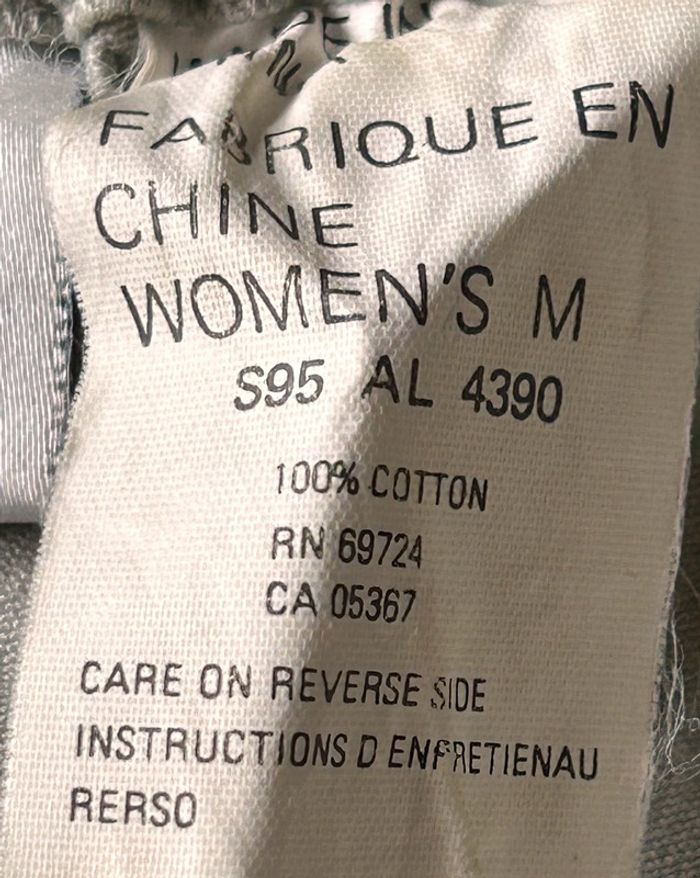 FABRIQUE EN
CHINE
WOMEN'S M
S95 AL 4390
100% COTTON
RN 69724
CA 05367
CARE ON REVERSE SIDE
INSTRUCTIONS D ENFRETIENAU
RERSO